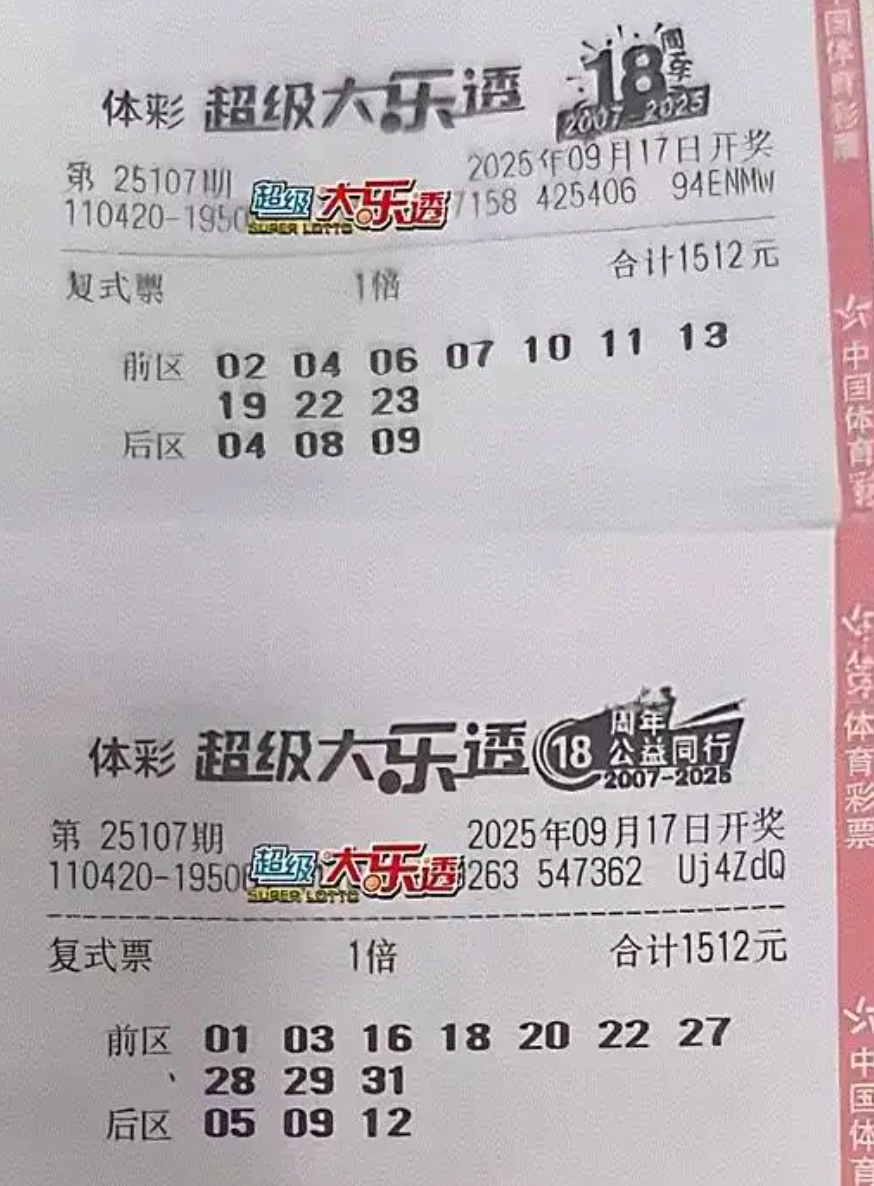 体彩 超级大乐透 18周年
2007-2025
第 25107期 2025年09月17日开奖
110420-1950 超级大乐透 7158 425406 94ENMW
SUPER LOTTO
合计1512元
复式票 1倍
前区 02 04 06 07 10 11 13
19 22 23
后区 04 08 09
体彩 超级大乐透 18 周年
公益同行
2007-2025
第 25107期 2025年09月17日开奖
110420-1950 超级大乐透 263 547362 Uj4ZdQ
SUPER LOTTO
复式票 1倍 合计1512元
前区 01 03 16 18 20 22 27
28 29 31
后区 05 09 12
中国体育彩票
中国体育彩
体育彩票
中国体育